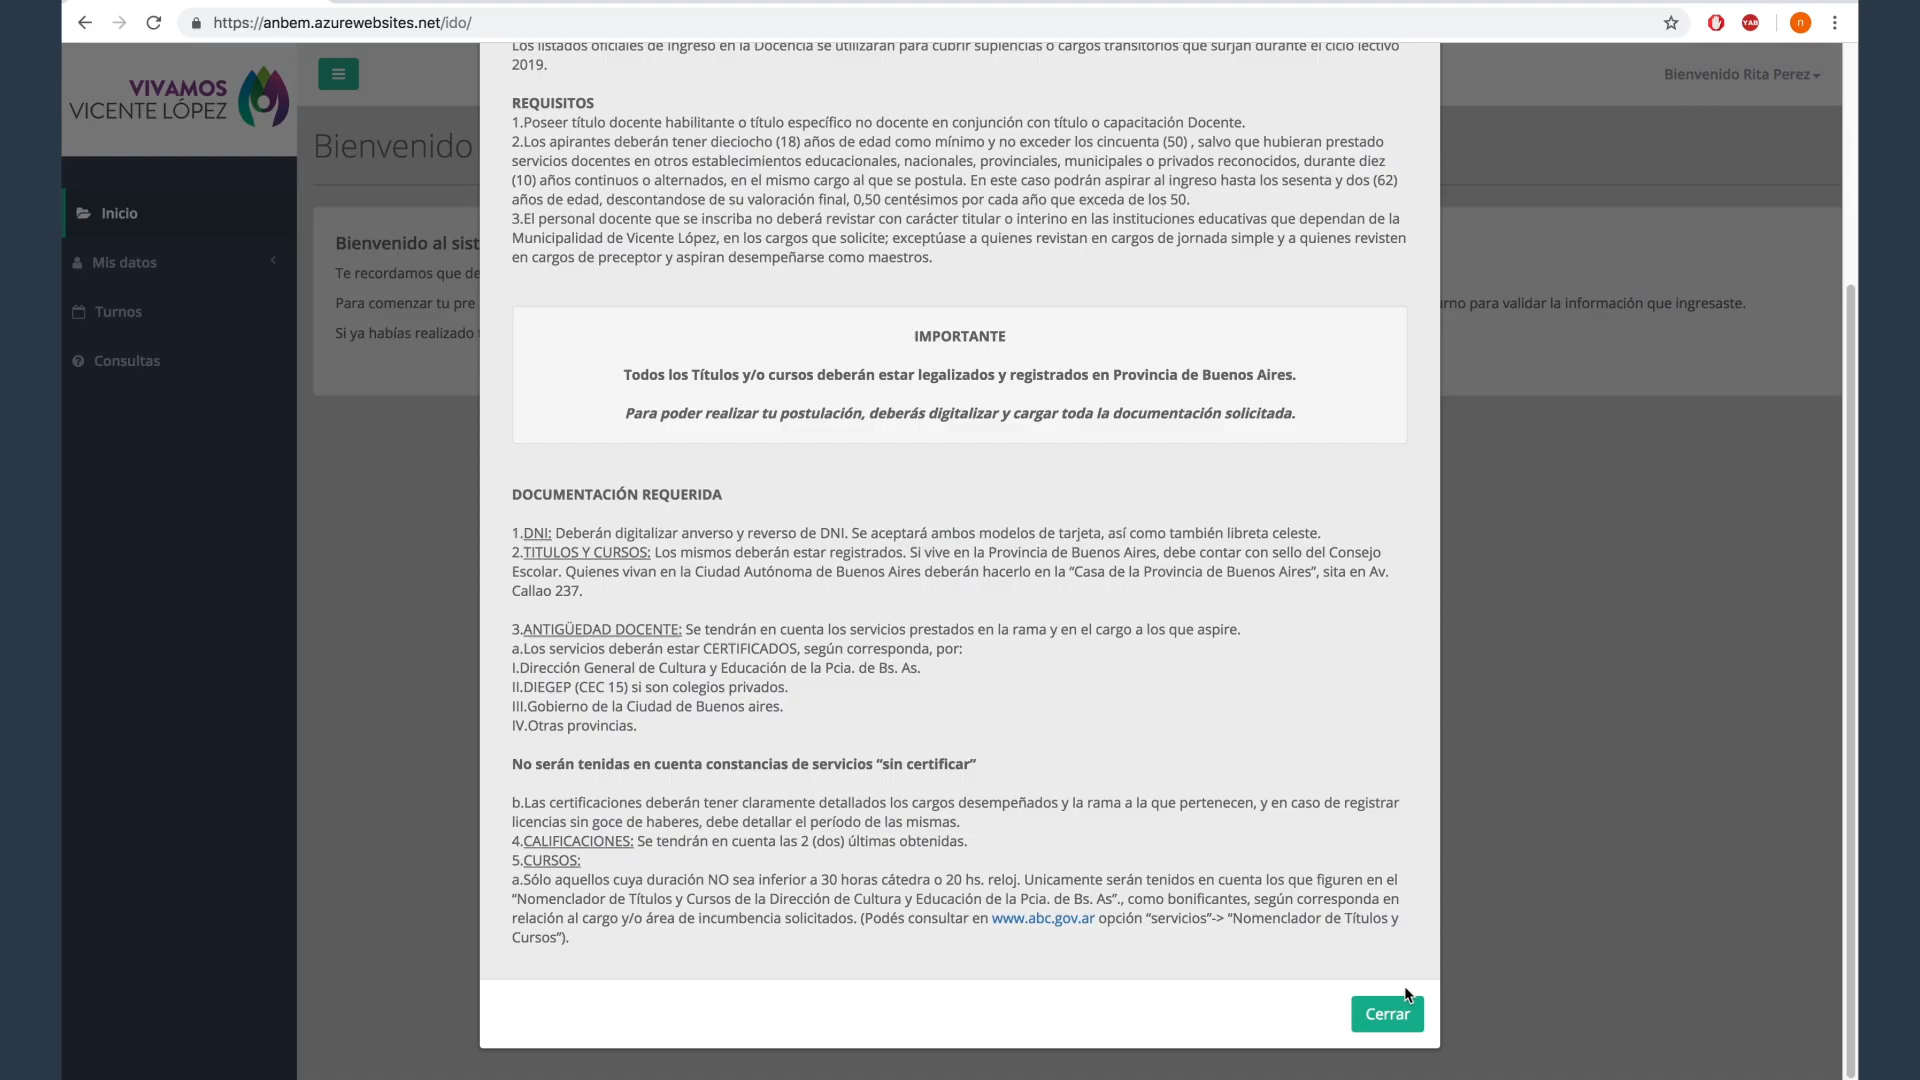 https://anbem.azurewebsites.net/ido/
YAB
n
VIVAMOS
VICENTE LÓPEZ
Bienvenido Rita Perez
Bienvenido
Inicio
Mis datos
Turnos
Consultas
Bienvenido al sist
Te recordamos que de
Para comenzar tu pre
rno para validar la información que ingresaste.
Si ya habías realizado
Los listados oficiales de Ingreso en la Docencia se utilizarán para cubrir suplencias o cargos transitorios que surjan durante el ciclo lectivo
2019.
REQUISITOS
1.Poseer título docente habilitante o título específico no docente en conjunción con título o capacitación Docente.
2.Los apirantes deberán tener dieciocho (18) años de edad como mínimo y no exceder los cincuenta (50) , salvo que hubieran prestado
servicios docentes en otros establecimientos educacionales, nacionales, provinciales, municipales o privados reconocidos, durante diez
(10) años continuos o alternados, en el mismo cargo al que se postula. En este caso podrán aspirar al ingreso hasta los sesenta y dos (62)
años de edad, descontandose de su valoración final, 0,50 centésimos por cada año que exceda de los 50.
3.El personal docente que se inscriba no deberá revistar con carácter titular o interino en las instituciones educativas que dependan de la
Municipalidad de Vicente López, en los cargos que solicite; exceptúase a quienes revistan en cargos de jornada simple y a quienes revisten
en cargos de preceptor y aspiran desempeñarse como maestros.
IMPORTANTE
Todos los Títulos y/o cursos deberán estar legalizados y registrados en Provincia de Buenos Aires.
Para poder realizar tu postulación, deberás digitalizar y cargar toda la documentación solicitada.
DOCUMENTACIÓN REQUERIDA
1.DNI: Deberán digitalizar anverso y reverso de DNI. Se aceptará ambos modelos de tarjeta, así como también libreta celeste.
2.TITULOS Y CURSOS: Los mismos deberán estar registrados. Si vive en la Provincia de Buenos Aires, debe contar con sello del Consejo
Escolar. Quienes vivan en la Ciudad Autónoma de Buenos Aires deberán hacerlo en la “Casa de la Provincia de Buenos Aires”, sita en Av.
Callao 237.
3.ANTIGÜEDAD DOCENTE: Se tendrán en cuenta los servicios prestados en la rama y en el cargo a los que aspire.
a.Los servicios deberán estar CERTIFICADOS, según corresponda, por:
I.Dirección General de Cultura y Educación de la Pcia. de Bs. As.
II.DIEGEP (CEC 15) si son colegios privados.
III.Gobierno de la Ciudad de Buenos aires.
IV.Otras provincias.
No serán tenidas en cuenta constancias de servicios “sin certificar”
b.Las certificaciones deberán tener claramente detallados los cargos desempeñados y la rama a la que pertenecen, y en caso de registrar
licencias sin goce de haberes, debe detallar el período de las mismas.
4.CALIFICACIONES: Se tendrán en cuenta las 2 (dos) últimas obtenidas.
5.CURSOS:
a.Sólo aquellos cuya duración NO sea inferior a 30 horas cátedra o 20 hs. reloj. Unicamente serán tenidos en cuenta los que figuren en el
“Nomenclador de Títulos y Cursos de la Dirección de Cultura y Educación de la Pcia. de Bs. As”., como bonificantes, según corresponda en
relación al cargo y/o área de incumbencia solicitados. (Podés consultar en www.abc.gov.ar opción “servicios”-> “Nomenclador de Títulos y
Cursos”).
Cerrar